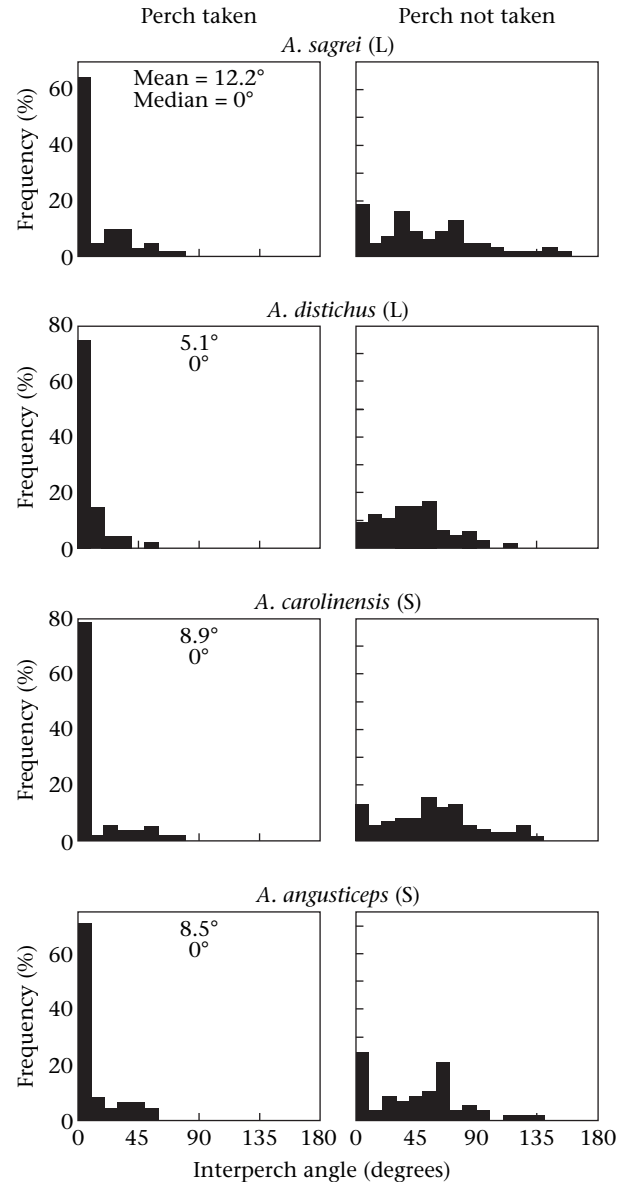 Perch taken
Perch not taken
A. sagrei (L)
Mean = 12.2°
Median = 0°
Frequency (%)
60
40
20
0
A. distichus (L)
5.1°
0°
Frequency (%)
80
60
40
20
0
A. carolinensis (S)
8.9°
0°
Frequency (%)
80
60
40
20
0
A. angusticeps (S)
8.5°
0°
Frequency (%)
60
40
20
0
0 45 90 135 180
0 45 90 135 180
Interperch angle (degrees)